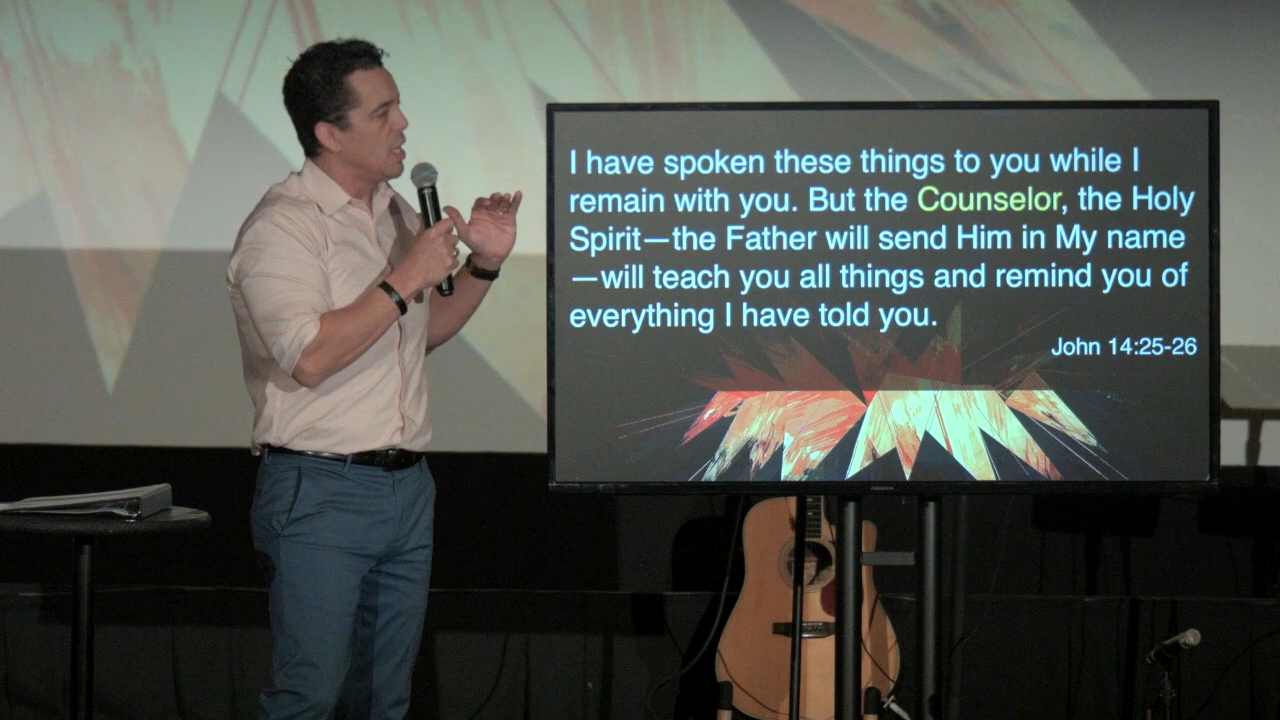 I have spoken these things to you while I
remain with you. But the Counselor, the Holy
Spirit—the Father will send Him in My name
—will teach you all things and remind you of
everything I have told you.
John 14:25-26
INSIGNIA